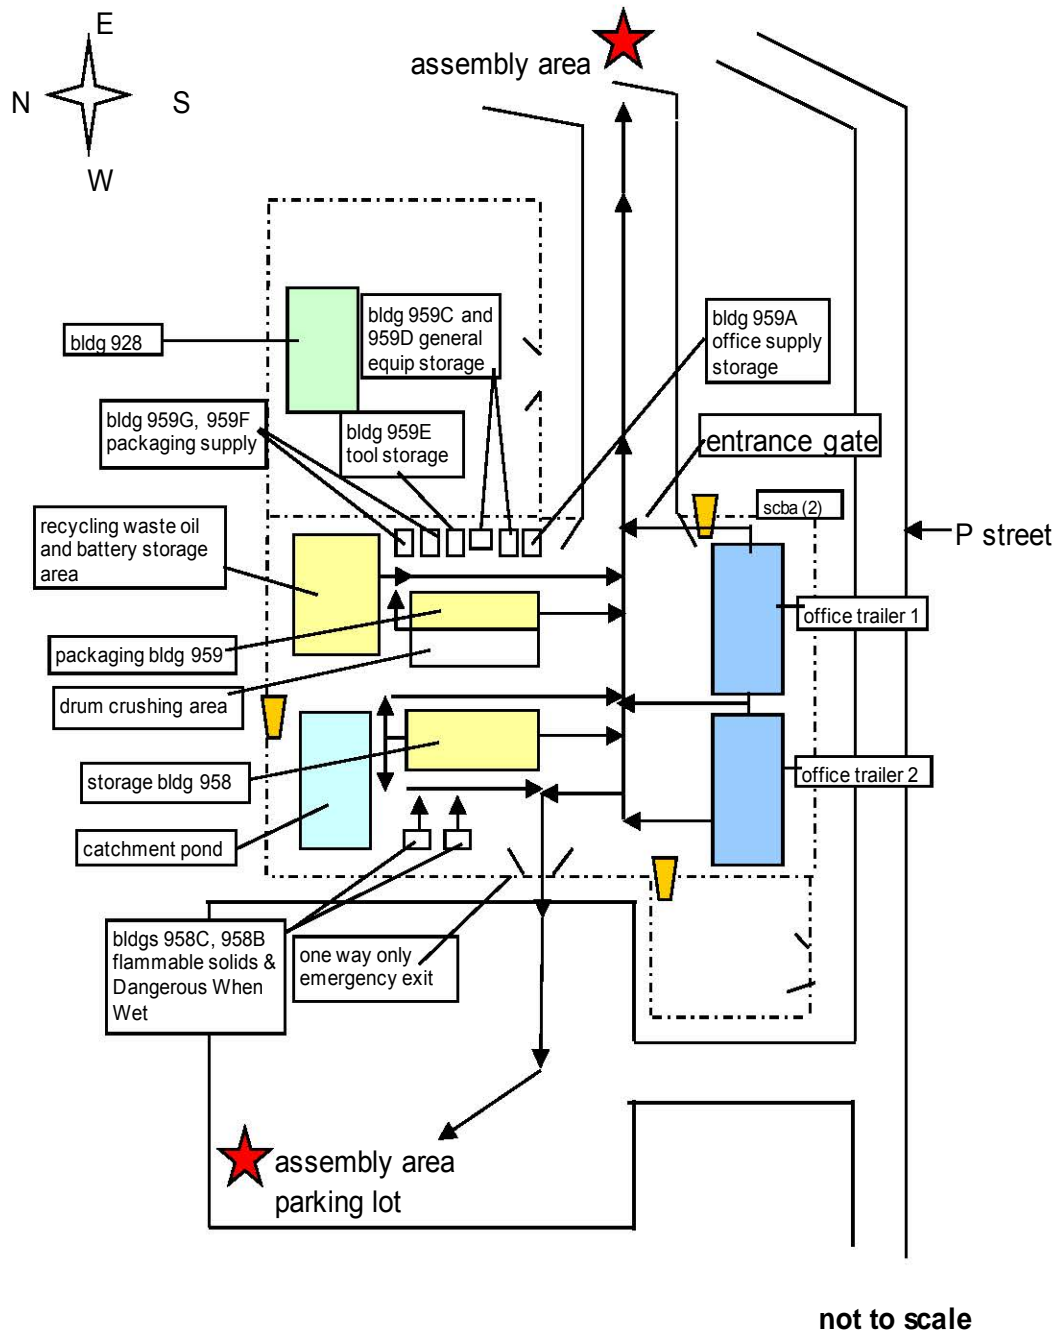 E
N
S
W
assembly area
bldg 959C and
959D general
equip storage
bldg 959A
office supply
storage
bldg 928
bldg 959G, 959F
packaging supply
bldg 959E
tool storage
entrance gate
scba (2)
recycling waste oil
and battery storage
area
P street
office trailer 1
packaging bldg 959
drum crushing area
storage bldg 958
office trailer 2
catchment pond
bldgs 958C, 958B
flammable solids &
Dangerous When
Wet
one way only
emergency exit
assembly area
parking lot
not to scale